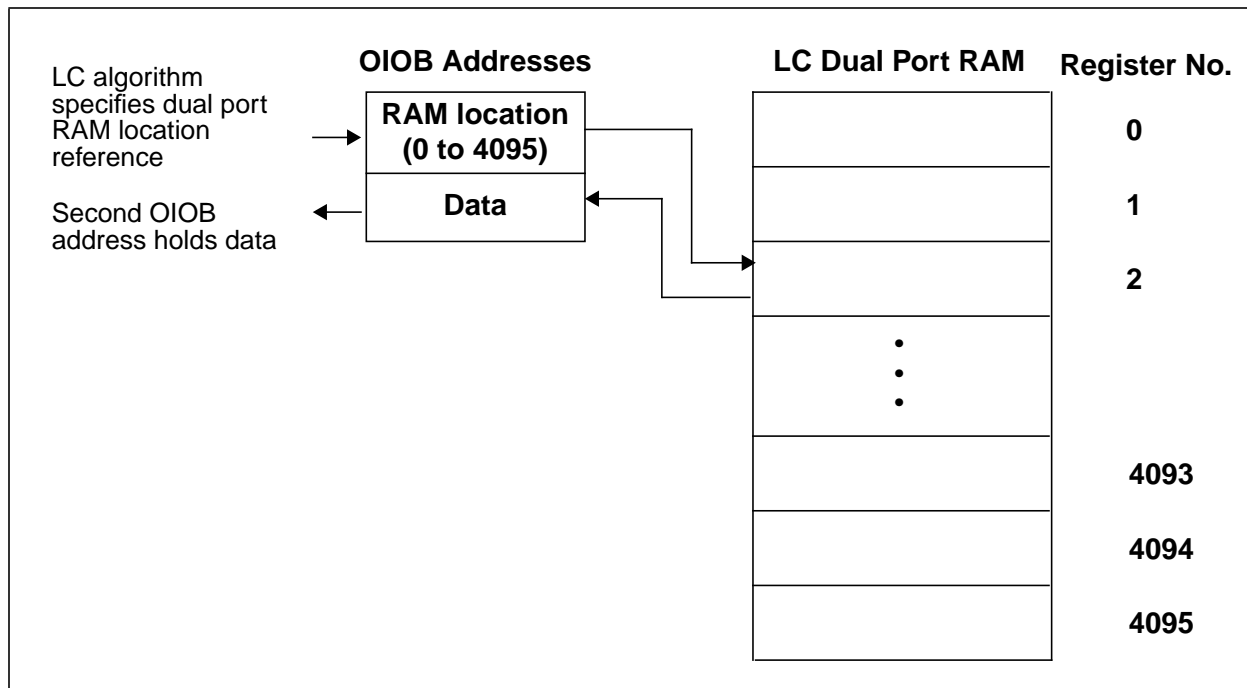 LC algorithm
specifies dual port
RAM location
reference
Second OIOB
address holds data
OIOB Addresses
RAM location
(0 to 4095)
Data
LC Dual Port RAM
Register No.
0
1
2
4093
4094
4095